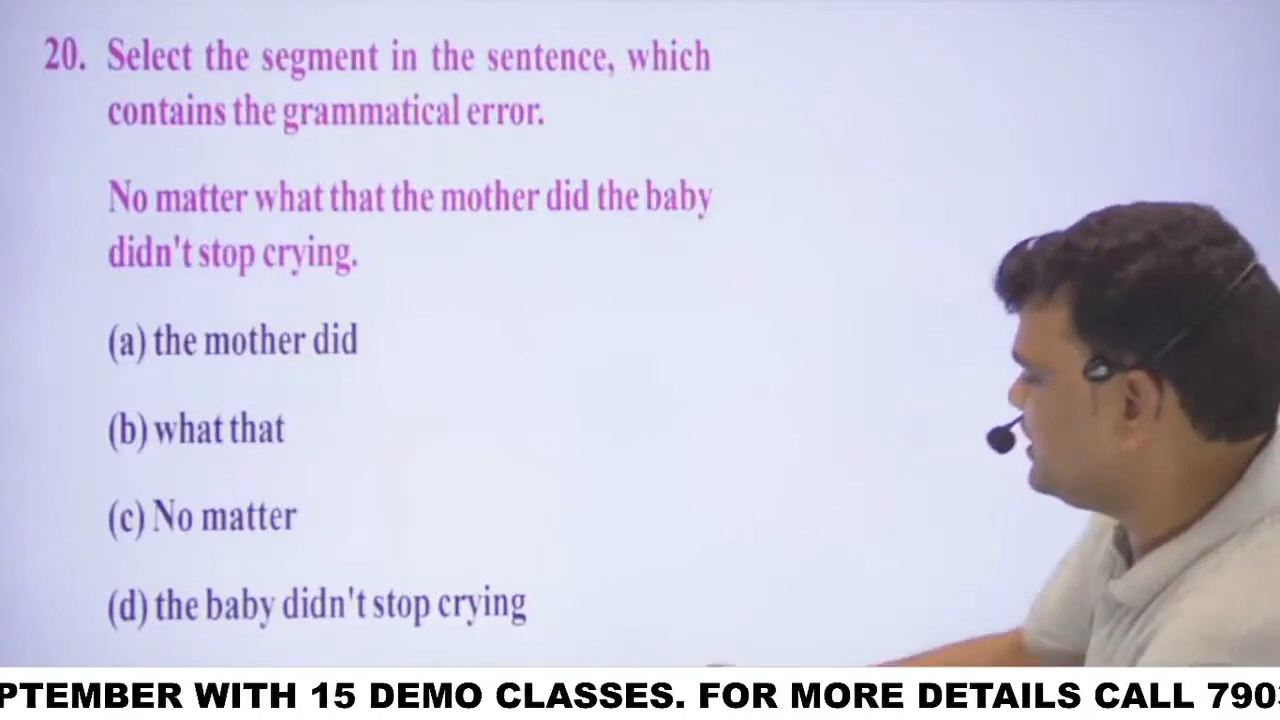 20. Select the segment in the sentence, which
contains the grammatical error.
No matter what that the mother did the baby
didn't stop crying.
(a) the mother did
(b) what that
(c) No matter
(d) the baby didn't stop crying
WITH 15 DEMO CLASSES. FOR MORE DETAILS CALL